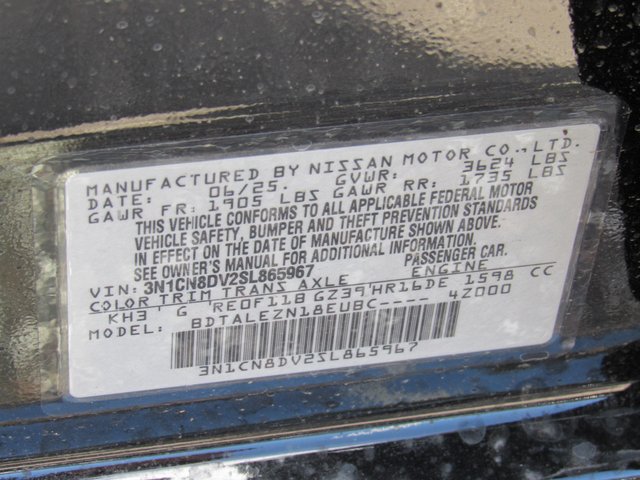 MANUFACTURED BY NISSAN MOTOR CO., LTD.
DATE: 06/25. GVWR: 3624 LBS
GAWR FR: 1905 LBS GAWR RR: 1735 LBS
THIS VEHICLE CONFORMS TO ALL APPLICABLE FEDERAL MOTOR
VEHICLE SAFETY, BUMPER AND THEFT PREVENTION STANDARDS
IN EFFECT ON THE DATE OF MANUFACTURE SHOWN ABOVE.
SEE OWNER'S MANUAL FOR ADDITIONAL INFORMATION.
VIN: 3N1CN8DV2SL865967 PASSENGER CAR.
COLOR TRIM TRANS AXLE ENGINE
KH3 G RE0F11B GZ39 HR16DE 1598 CC
MODEL: BDTALEZN18EUBC---- 4Z000
3N1CN8DV2SL865967